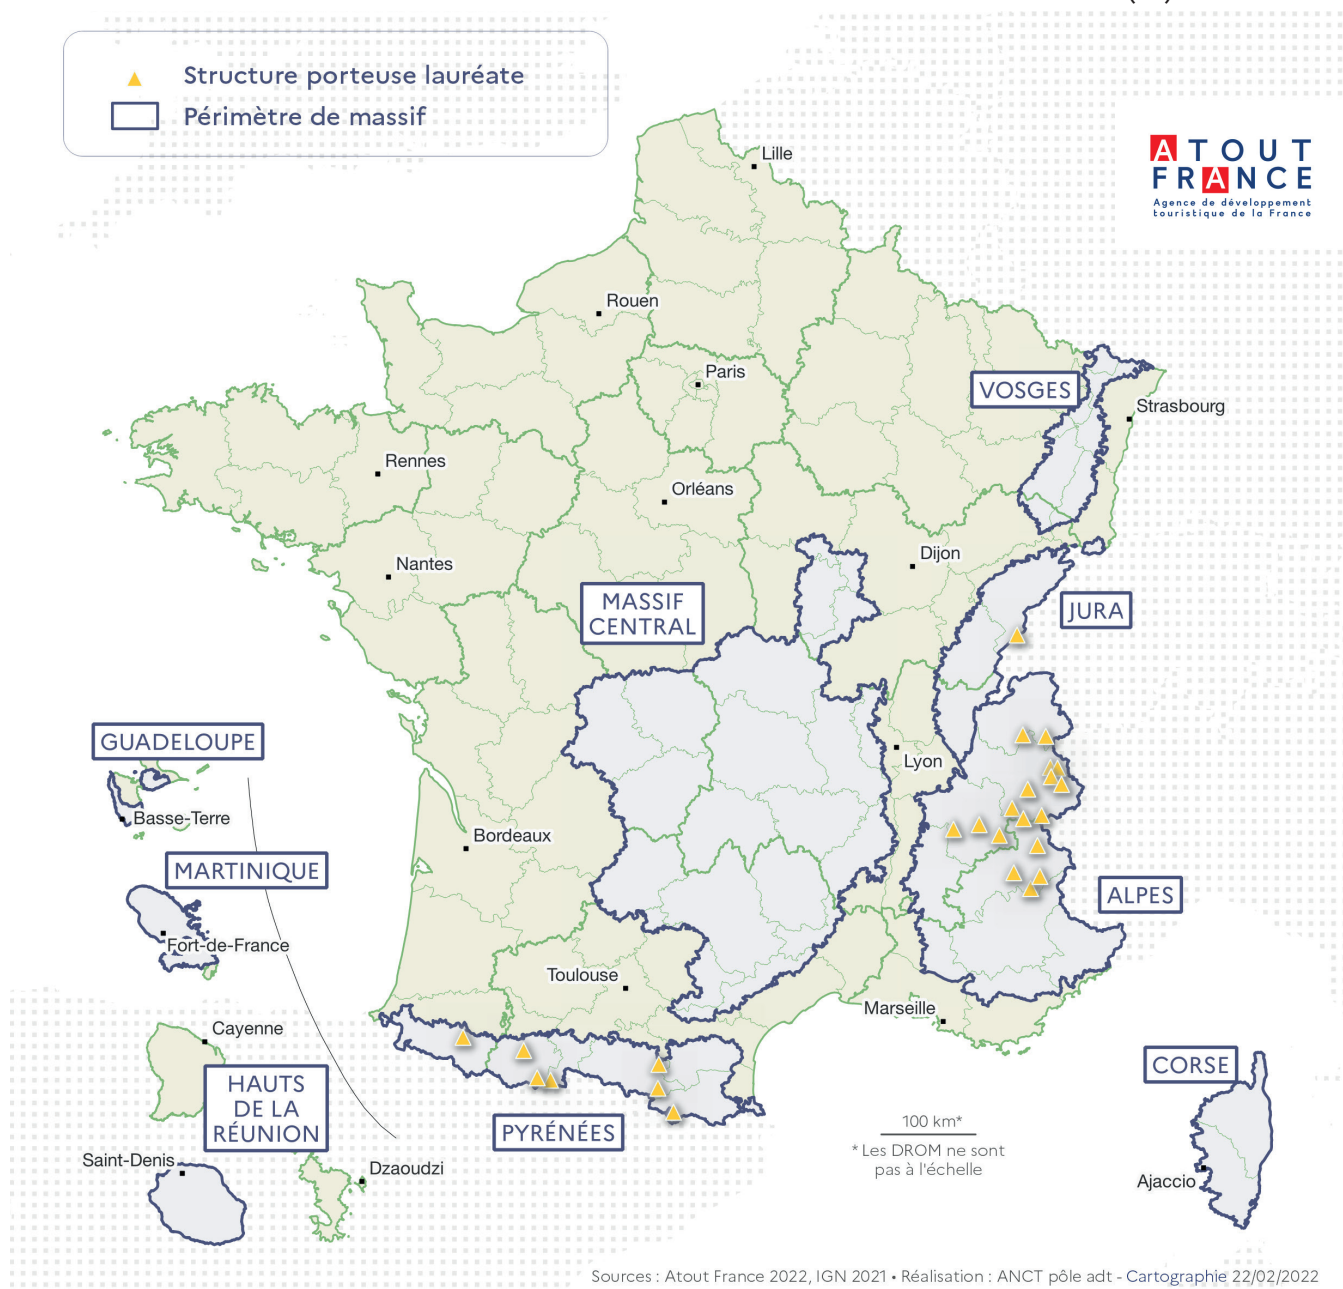 Structure porteuse lauréate
Périmètre de massif
ATOUT
FRANCE
Agence de développement
touristique de la France
Lille
Rouen
Paris
VOSGES
Strasbourg
Rennes
Orléans
Nantes
Dijon
MASSIF
CENTRAL
JURA
GUADELOUPE
Lyon
Basse-Terre
Bordeaux
MARTINIQUE
ALPES
Fort-de-France
Toulouse
Marseille
Cayenne
CORSE
HAUTS
DE LA
RÉUNION
PYRÉNÉES
100 km*
* Les DROM ne sont
pas à l'échelle
Saint-Denis
Dzaoudzi
Ajaccio
Sources : Atout France 2022, IGN 2021 • Réalisation : ANCT pôle adt - Cartographie 22/02/2022